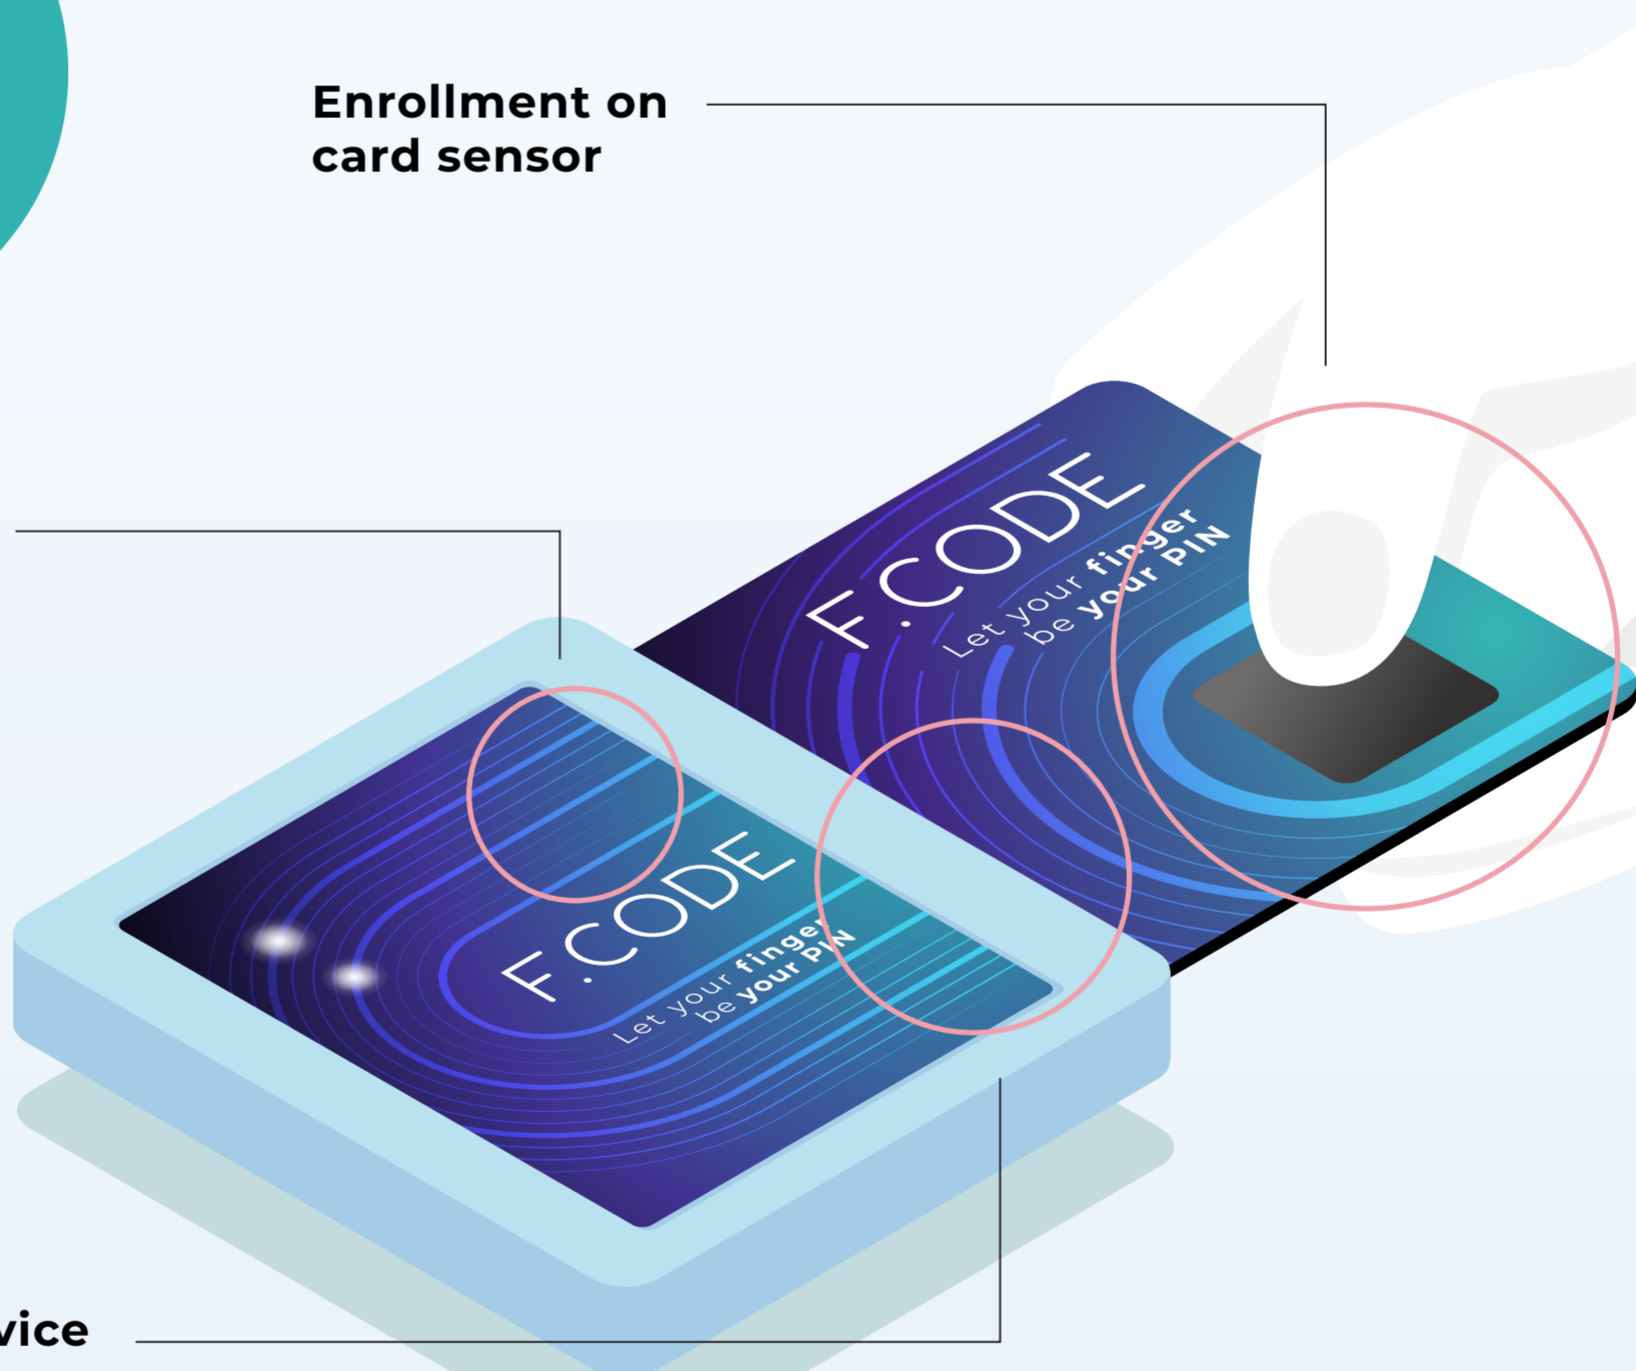 Enrollment on
card sensor
F.CODE
Let your finger
be your PIN
F.CODE
Let your finger
be your PIN
vice